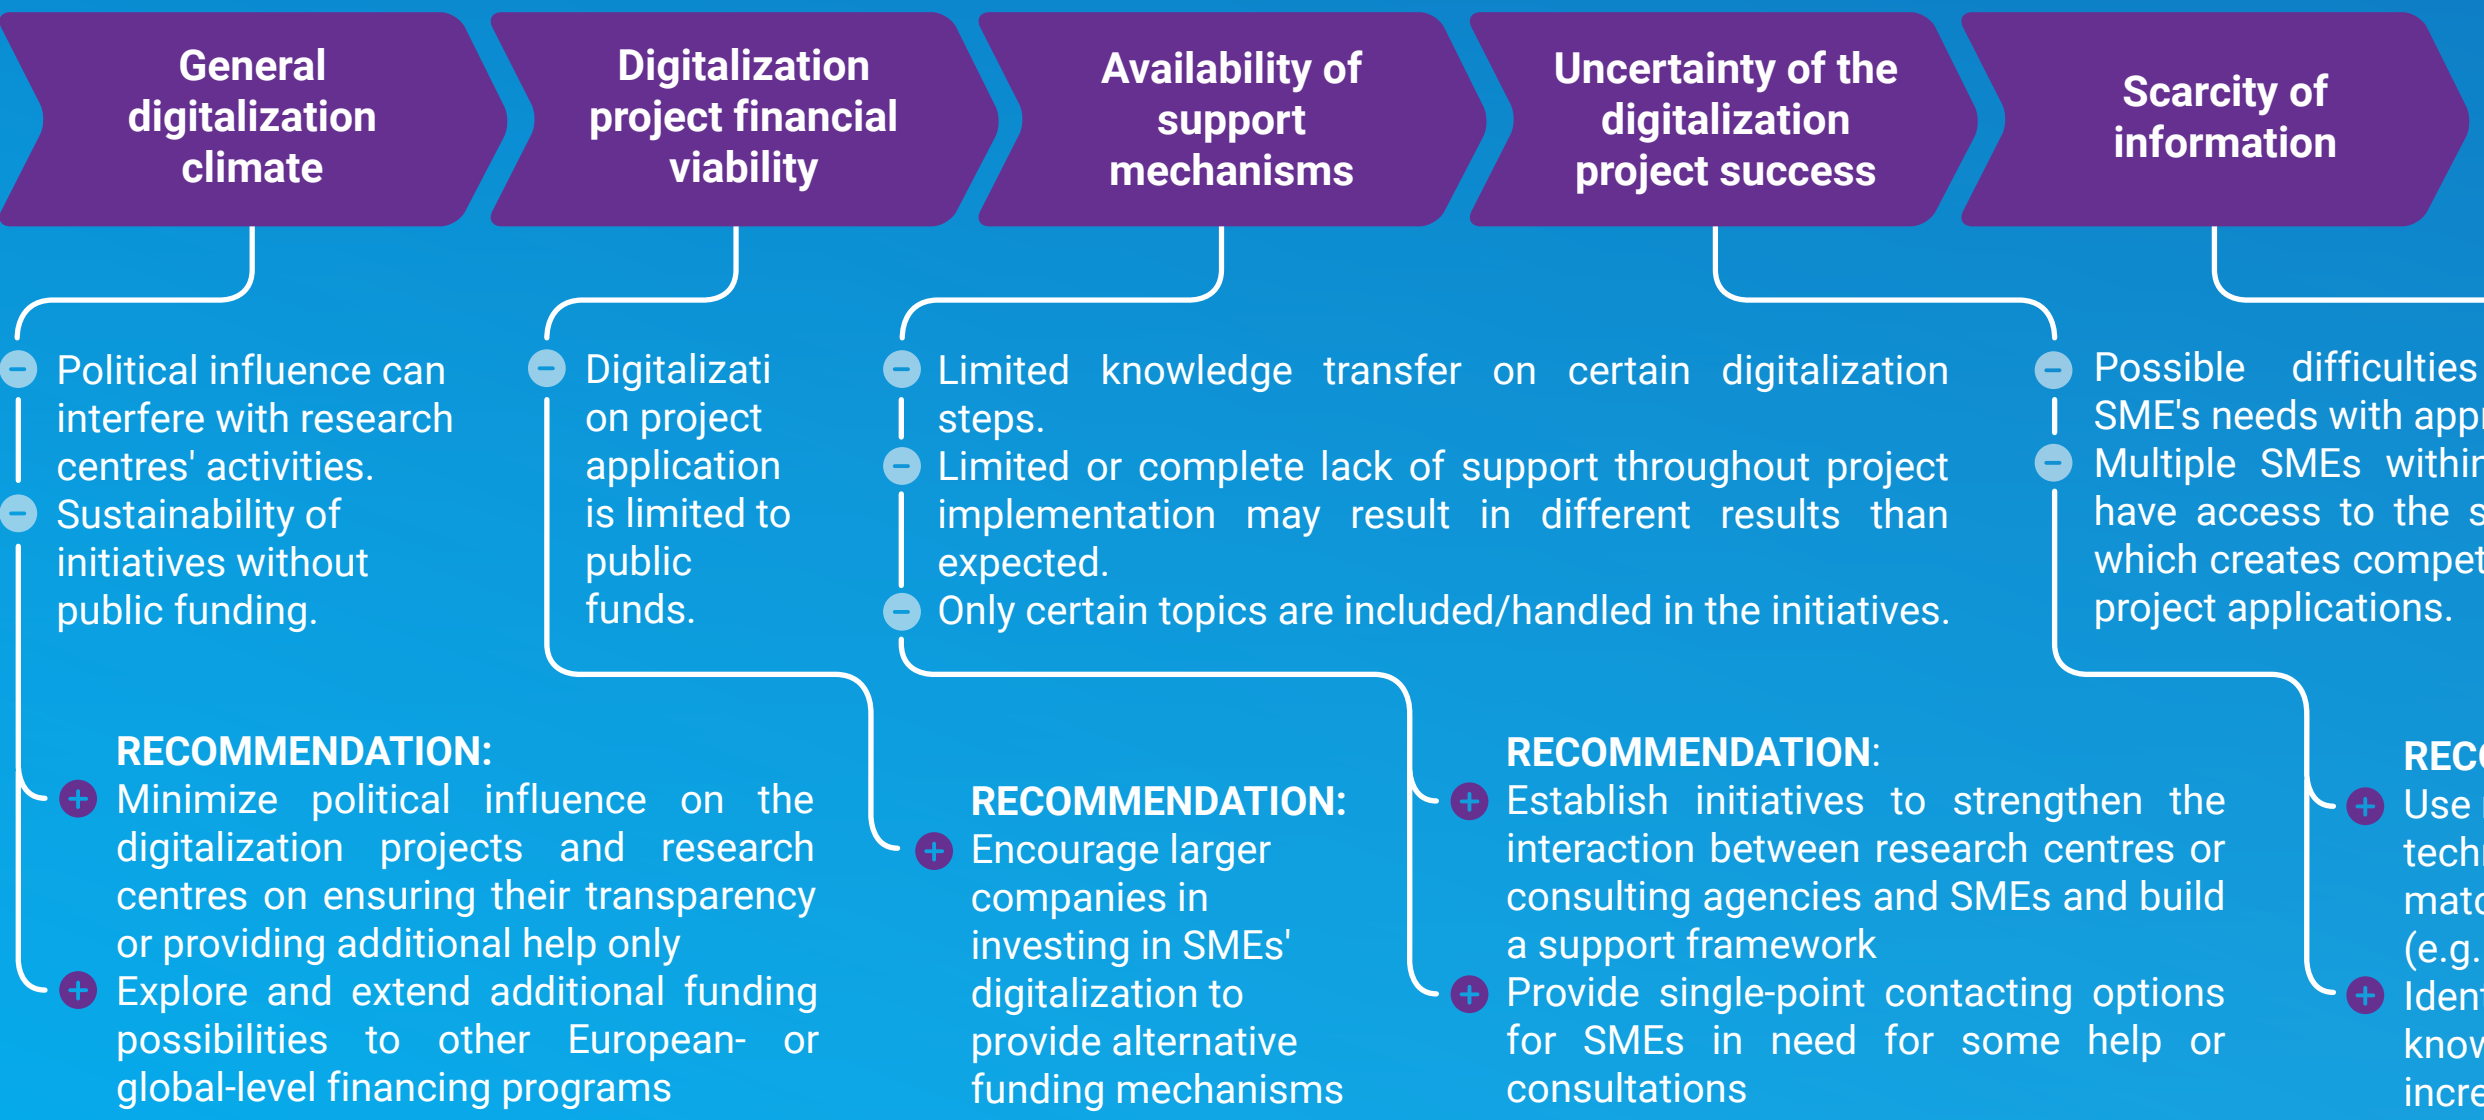 General
digitalization
climate
Digitalization
project financial
viability
Availability of
support
mechanisms
Uncertainty of the
digitalization
project success
Scarcity of
information
Political influence can
interfere with research
centres' activities.
Sustainability of
initiatives without
public funding.
Digitalizati
on project
application
is limited to
public
funds.
Limited knowledge transfer on certain digitalization
steps.
Limited or complete lack of support throughout project
implementation may result in different results than
expected.
Only certain topics are included/handled in the initiatives.
Possible difficulties
SME's needs with
Multiple SMEs within
have access to the
which creates
project applications.
RECOMMENDATION:
Minimize political influence on the
digitalization projects and research
centres on ensuring their transparency
or providing additional help only
Explore and extend additional funding
possibilities to other European- or
global-level financing programs
RECOMMENDATION:
Encourage larger
companies in
investing in SMEs'
digitalization to
provide alternative
funding mechanisms
RECOMMENDATION:
Establish initiatives to strengthen the
interaction between research centres or
consulting agencies and SMEs and build
a support framework
Provide single-point contacting options
for SMEs in need for some help or
consultations
Use
(e.g.